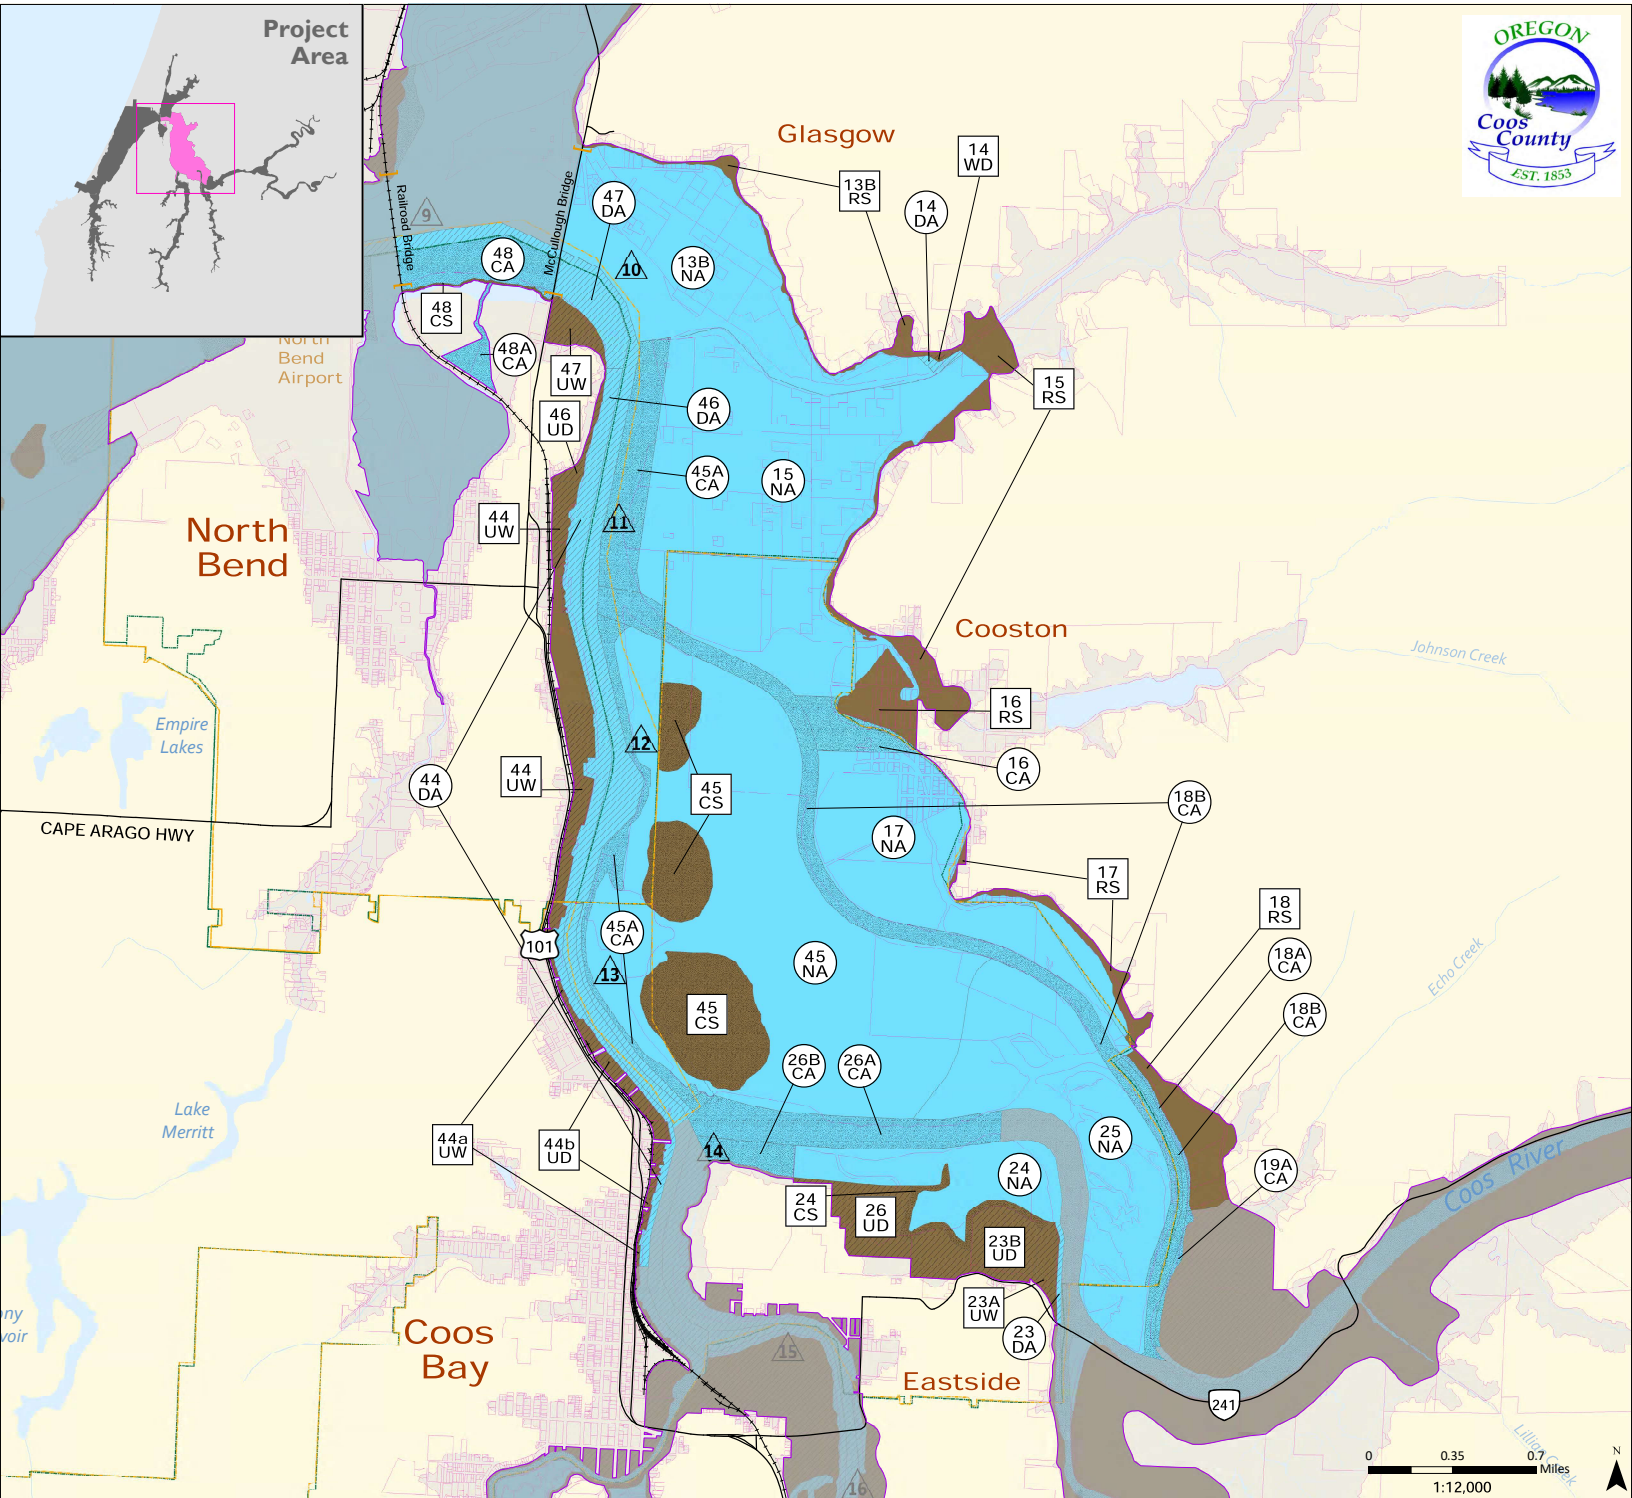 Project
Area
OREGON
Coos
County
EST. 1853
Glasgow
14
WD
13B
RS
14
DA
47
DA
9
Railroad Bridge
McCullough Bridge
48
CA
10
13B
NA
48
CS
48A
CA
North
Bend
Airport
47
UW
15
RS
46
UD
46
DA
45A
CA
15
NA
44
UW
11
North
Bend
Cooston
Johnson Creek
16
RS
Empire
Lakes
12
16
CA
44
DA
44
UW
45
CS
18B
CA
CAPE ARAGO HWY
17
NA
17
RS
18
RS
101
45A
CA
13
45
NA
18A
CA
Echo Creek
45
CS
18B
CA
26B
CA
26A
CA
Lake
Merritt
44a
UW
44b
UD
14
25
NA
24
NA
19A
CA
Coos River
24
CS
26
UD
23B
UD
23A
UW
23
DA
ony
voir
Coos
Bay
15
Eastside
241
16
N
0
0.35
0.7
Miles
1:12,000